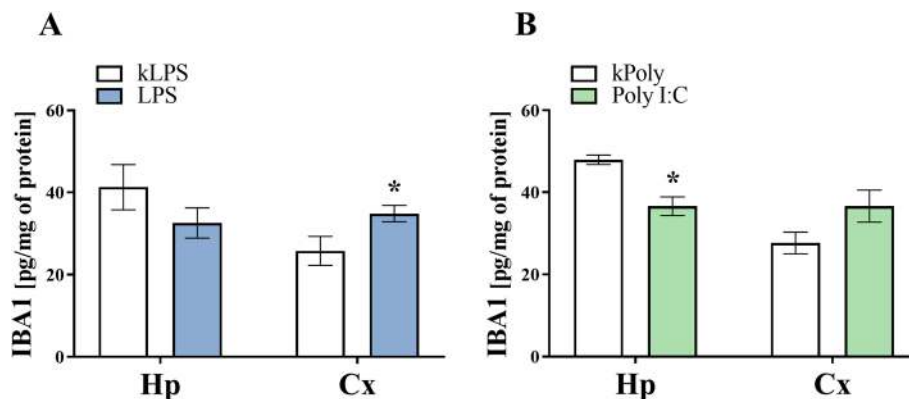 A
kLPS
LPS
IBA1 [pg/mg of protein]
60
40
20
0
*
Hp Cx
B
kPoly
Poly I:C
IBA1 [pg/mg of protein]
60
40
20
0
*
Hp Cx